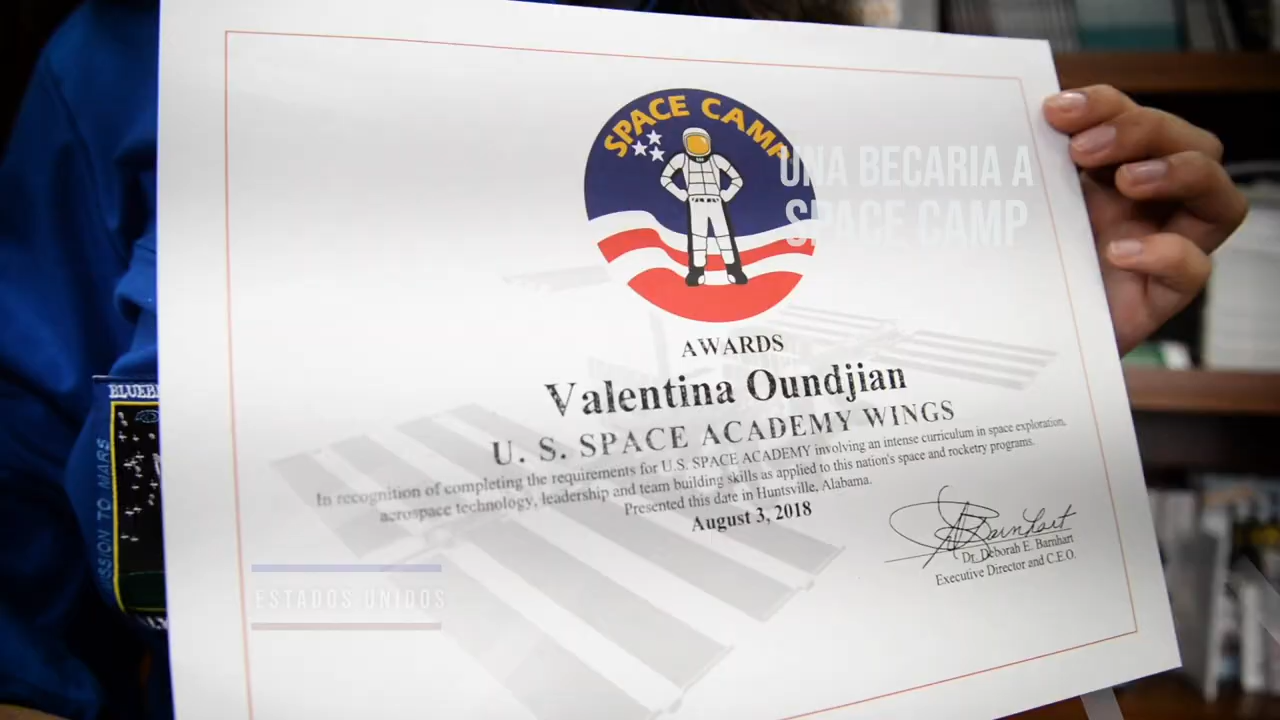 SPACE CAMP
UNA BECARIA A
SPACE CAMP
AWARDS
Valentina Oundjian
U. S. SPACE ACADEMY WINGS
In recognition of completing the requirements for U.S. SPACE ACADEMY involving an intense curriculum in space exploration,
aerospace technology, leadership and team building skills as applied to this nation's space and rocketry programs.
Presented this date in Huntsville, Alabama.
August 3, 2018
Dr. Deborah E. Barnhart
Executive Director and C.E.O.
ESTADOS UNIDOS